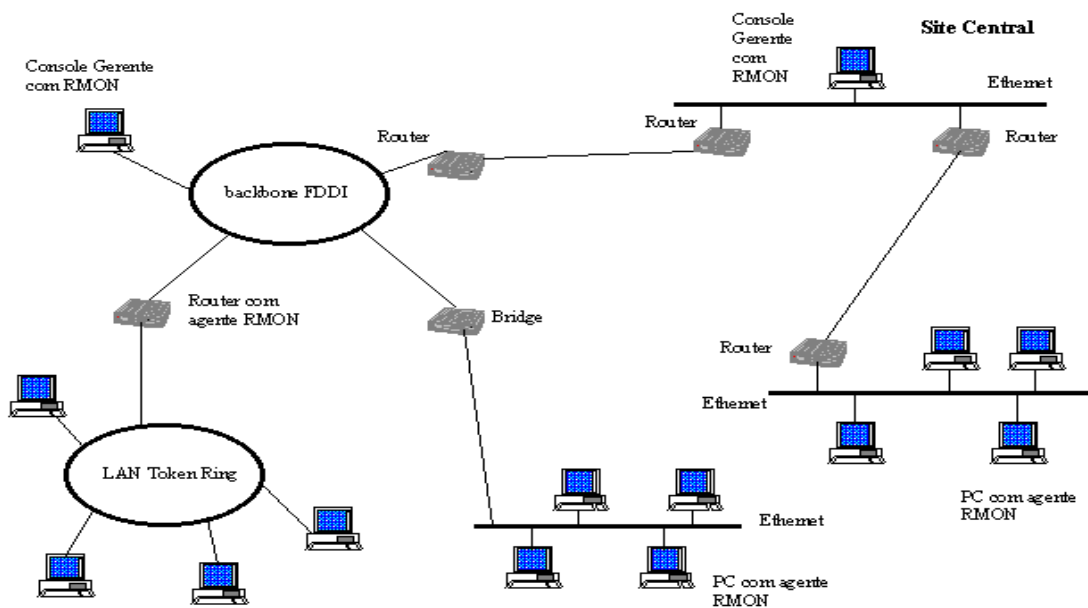 Console
Gerente
com
RMON
Site Central
Console Gerente
com RMON
Ethernet
Router
Router
Router
backbone FDDI
Router com
agente RMON
Bridge
Router
Ethernet
LAN Token Ring
PC com agente
RMON
Ethernet
PC com agente
RMON